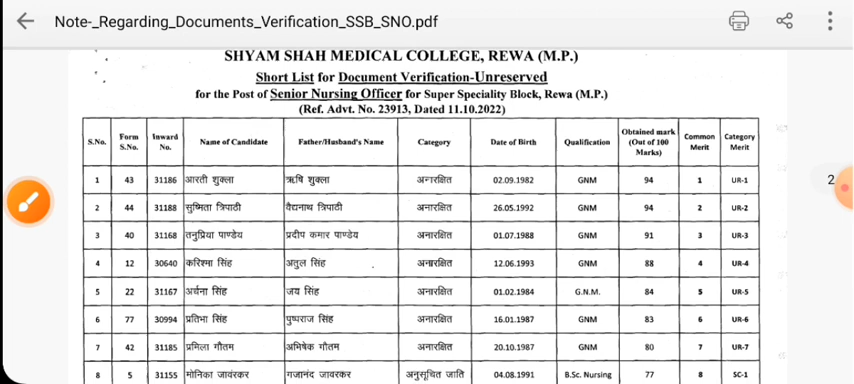 Note-_Regarding_Documents_Verification_SSB_SNO.pdf
SHYAM SHAH MEDICAL COLLEGE, REWA (M.P.)
Short List for Document Verification-Unreserved
for the Post of Senior Nursing Officer for Super Speciality Block, Rewa (M.P.)
(Ref. Advt. No. 23913, Dated 11.10.2022)
S.No. Form S.No. Inward No. Name of Candidate Father/Husband's Name Category Date of Birth Qualification Obtained mark (Out of 100 Marks) Common Merit Category Merit
1 43 31186 आरती शुक्ला ऋषि शुक्ला अनारक्षित 02.09.1982 GNM 94 1 UR-1
2 44 31188 सुष्मिता त्रिपाठी वैद्यनाथ त्रिपाठी अनारक्षित 26.05.1992 GNM 94 2 UR-2
3 40 31168 तनुप्रिया पाण्डेय प्रदीप कमार पाण्डेय अनारक्षित 01.07.1988 GNM 91 3 UR-3
4 12 30640 करिश्मा सिंह अतुल सिंह अनारक्षित 12.06.1993 GNM 88 4 UR-4
5 22 31167 अर्चना सिंह जय सिंह अनारक्षित 01.02.1984 G.N.M. 84 5 UR-5
6 77 30994 प्रतिभा सिंह पुष्पराज सिंह अनारक्षित 16.01.1987 GNM 83 6 UR-6
7 42 31185 प्रमिला गौतम अभिषेक गौतम अनारक्षित 20.10.1987 GNM 80 7 UR-7
8 5 31155 मोनिका जावरकर गजानंद जावरकर अनुसूचित जाति 04.08.1991 B.Sc. Nursing 77 8 SC-1
2